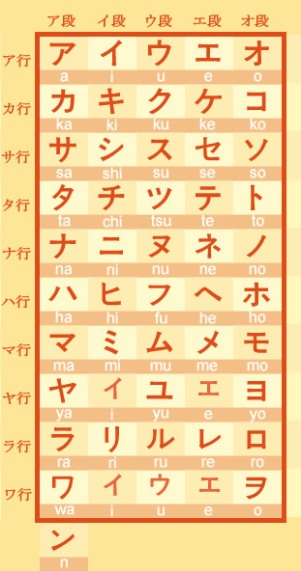 ア段 イ段 ウ段 エ段 オ段
ア行 ア イ ウ エ オ
a i u e o
カ行 カ キ ク ケ コ
ka ki ku ke ko
サ行 サ シ ス セ ソ
sa shi su se so
タ行 タ チ ツ テ ト
ta chi tsu te to
ナ行 ナ ニ ヌ ネ ノ
na ni nu ne no
ハ行 ハ ヒ フ ヘ ホ
ha hi fu he ho
マ行 マ ミ ム メ モ
ma mi mu me mo
ヤ行 ヤ イ ユ エ ヨ
ya i yu e yo
ラ行 ラ リ ル レ ロ
ra ri ru re ro
ワ行 ワ イ ウ エ ヲ
wa i u e o
ン
n